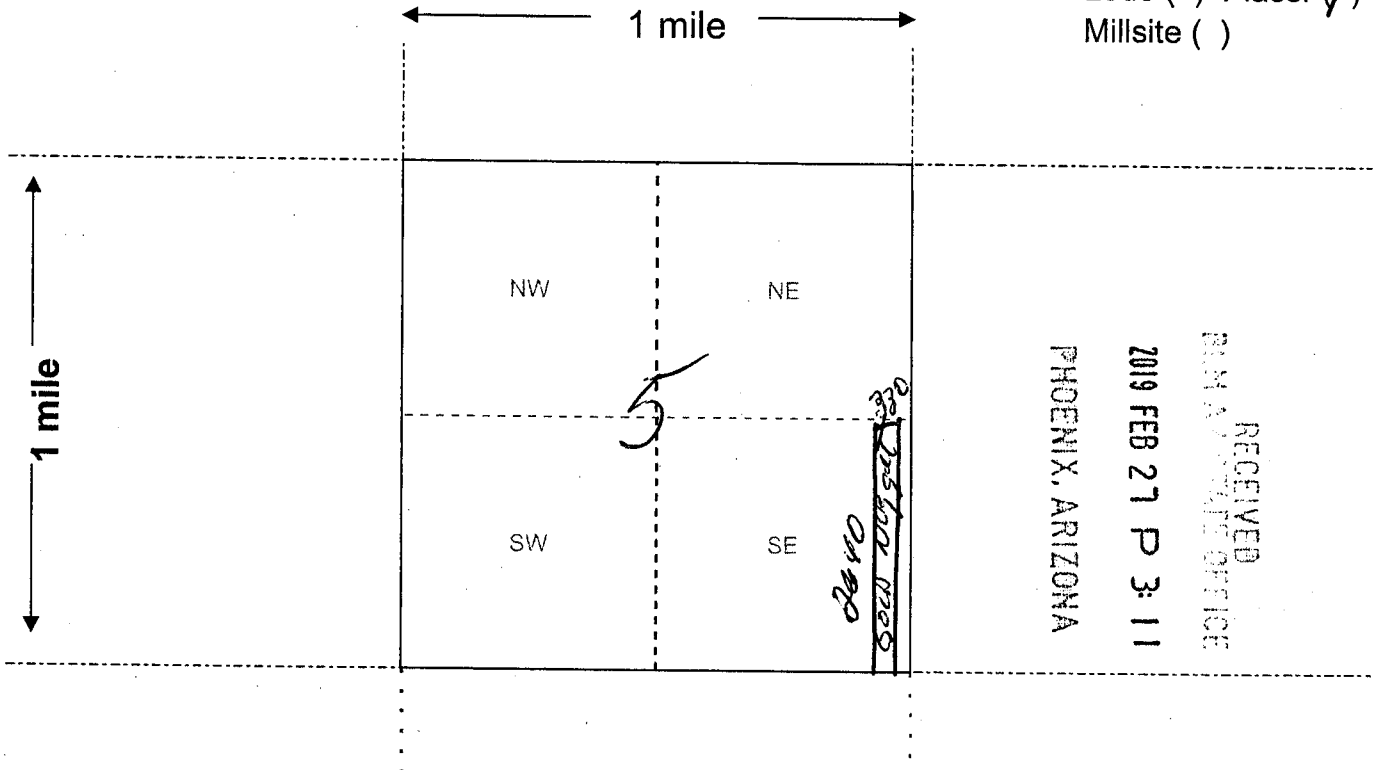 1 mile
Millsite ( )
1 mile
NW
NE
5
330
SW
SE
2640
RECEIVED
OFFICE
2019 FEB 27 P 3:11
PHOENIX, ARIZONA